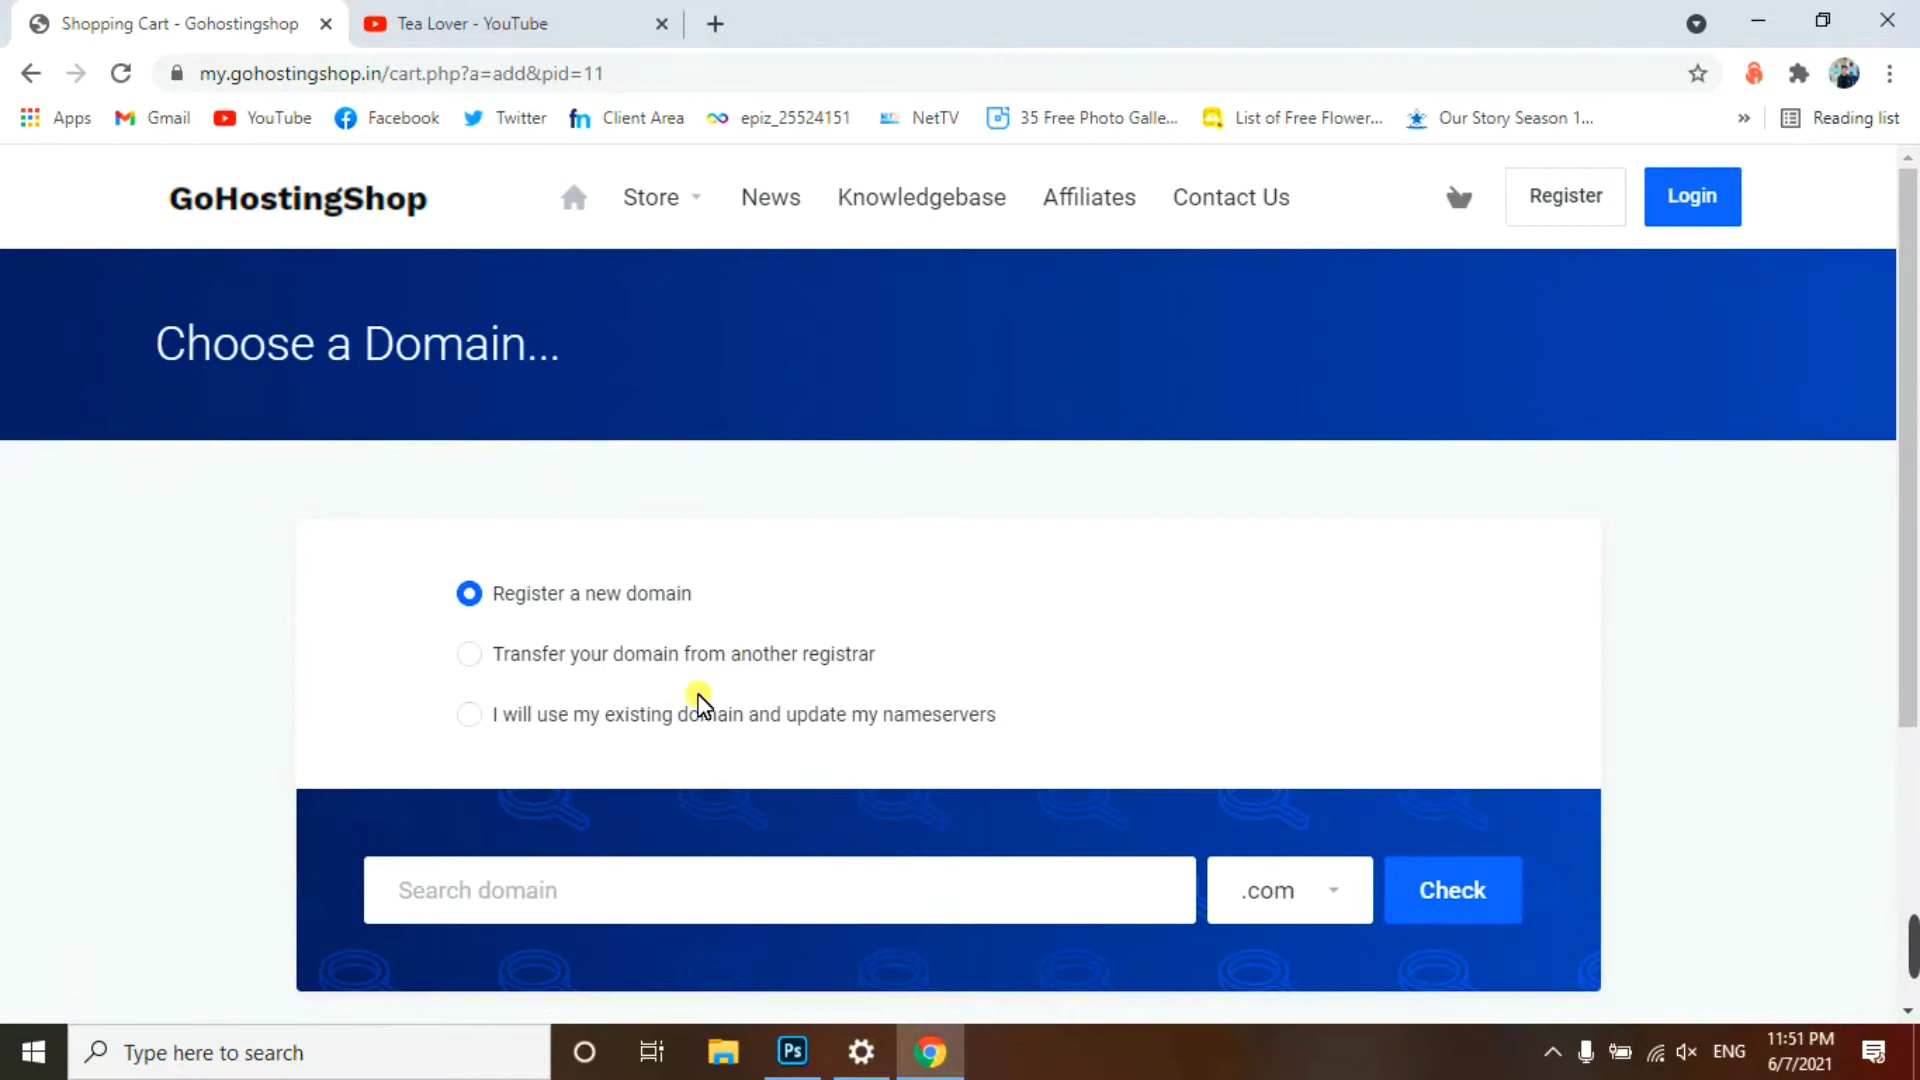 Shopping Cart - Gohostingshop
Tea Lover - YouTube
my.gohostingshop.in/cart.php?a=add&pid=11
Apps
Gmail
YouTube
Facebook
Twitter
fn Client Area
epiz_25524151
NetTV
35 Free Photo Galle...
List of Free Flower...
Our Story Season 1...
»
Reading list
GoHostingShop
Store
News
Knowledgebase
Affiliates
Contact Us
Register
Login
Choose a Domain...
Register a new domain
Transfer your domain from another registrar
I will use my existing domain and update my nameservers
Search domain
.com
Check
Type here to search
Ps
ENG
11:51 PM
6/7/2021